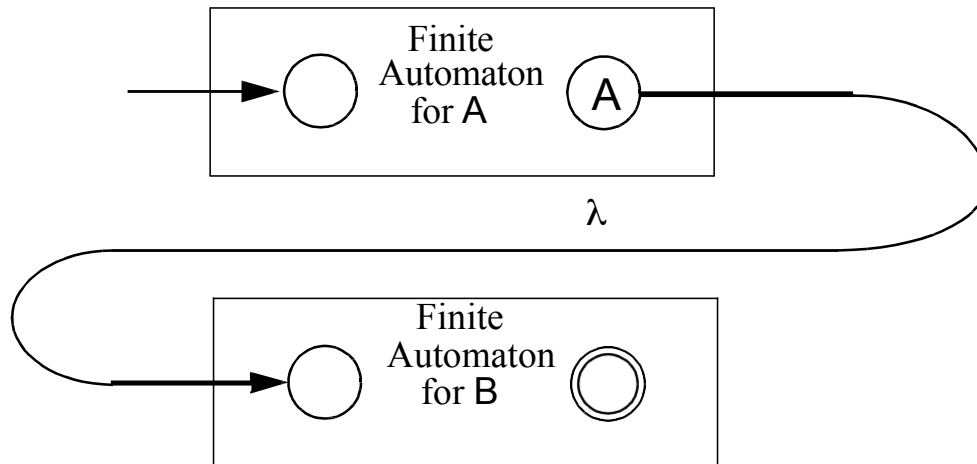 Finite
Automaton
for A
A
λ
Finite
Automaton
for B